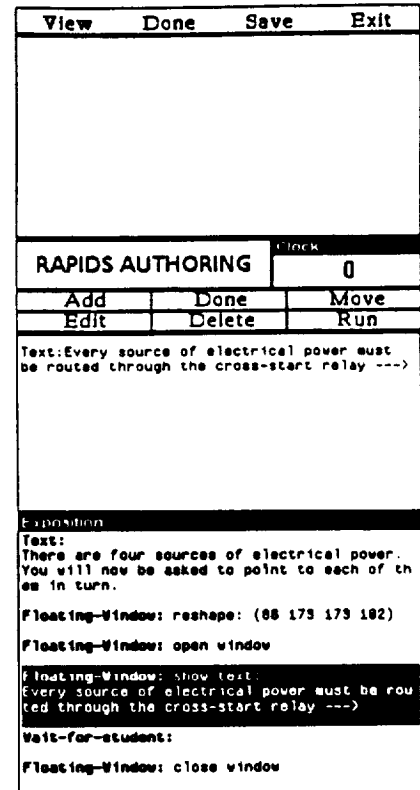 View Done Save Exit
Clock
RAPIDS AUTHORING 0
Add Done Move
Edit Delete Run
Text:Every source of electrical power must
be routed through the cross-start relay --->
Exposition
Text:
There are four sources of electrical power.
You will now be asked to point to each of th
em in turn.
Floating-Window: reshape: (88 173 173 182)
Floating-Window: open window
Floating-Window: show text:
Every source of electrical power must be rou
ted through the cross-start relay --->
Wait-for-student:
Floating-Window: close window